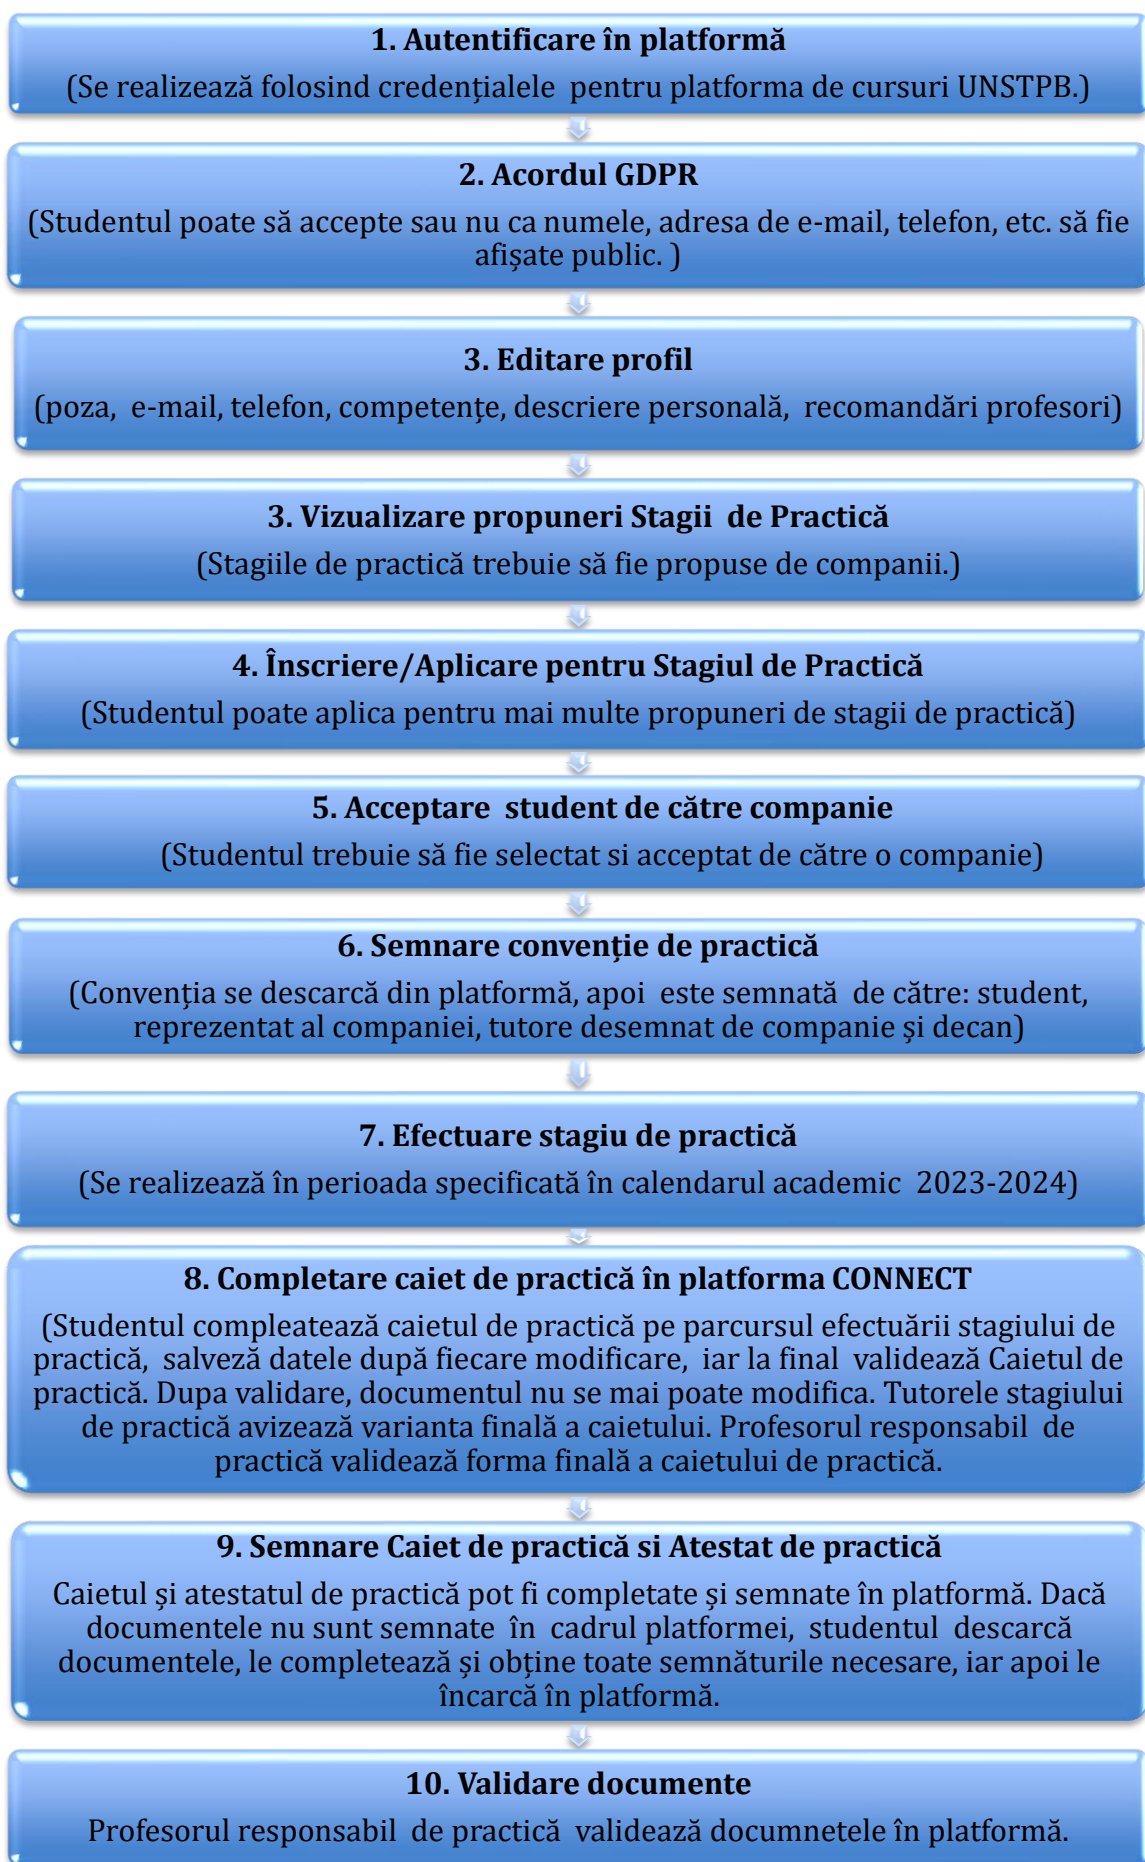 1. Autentificare în platformă
(Se realizează folosind credențialele pentru platforma de cursuri UNSTPB.)
2. Acordul GDPR
(Studentul poate să accepte sau nu ca numele, adresa de e-mail, telefon, etc. să fie
afișate public. )
3. Editare profil
(poza, e-mail, telefon, competențe, descriere personală, recomandări profesori)
3. Vizualizare propuneri Stagii de Practică
(Stagiile de practică trebuie să fie propuse de companii.)
4. Înscriere/Aplicare pentru Stagiul de Practică
(Studentul poate aplica pentru mai multe propuneri de stagii de practică)
5. Acceptare student de către companie
(Studentul trebuie să fie selectat si acceptat de către o companie)
6. Semnare convenție de practică
(Convenția se descarcă din platformă, apoi este semnată de către: student,
reprezentat al companiei, tutore desemnat de companie și decan)
7. Efectuare stagiu de practică
(Se realizează în perioada specificată în calendarul academic 2023-2024)
8. Completare caiet de practică în platforma CONNECT
(Studentul compleatează caietul de practică pe parcursul efectuării stagiului de
practică, salveză datele după fiecare modificare, iar la final validează Caietul de
practică. Dupa validare, documentul nu se mai poate modifica. Tutorele stagiului
de practică avizează varianta finală a caietului. Profesorul responsabil de
practică validează forma finală a caietului de practică.
9. Semnare Caiet de practică si Atestat de practică
Caietul și atestatul de practică pot fi completate și semnate în platformă. Dacă
documentele nu sunt semnate în cadrul platformei, studentul descarcă
documentele, le completează și obține toate semnăturile necesare, iar apoi le
încarcă în platformă.
10. Validare documente
Profesorul responsabil de practică validează documnetele în platformă.